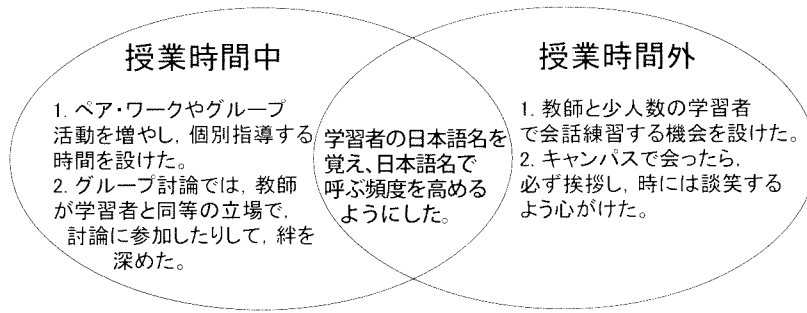 授業時間中
1. ペア・ワークやグループ
活動を増やし, 個別指導する
時間を設けた。
2. グループ討論では, 教師
が学習者と同等の立場で,
討論に参加したりして, 絆を
深めた。
学習者の日本語名を
覚え、日本語名で
呼ぶ頻度を高める
ようにした。
授業時間外
1. 教師と少人数の学習者
で会話練習する機会を設けた。
2. キャンパスで会ったら,
必ず挨拶し, 時には談笑する
よう心がけた。